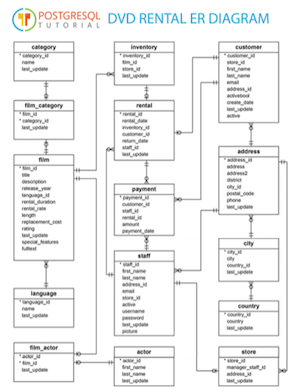 POSTGRESQL
TUTORIAL
DVD RENTAL ER DIAGRAM
category
* category_id
name
last_update
film_category
* film_id
* category_id
last_update
film
* film_id
title
description
release_year
language_id
rental_duration
rental_rate
length
replacement_cost
rating
last_update
special_features
fulltext
language
* language_id
name
last_update
film_actor
* actor_id
* film_id
last_update
inventory
* inventory_id
film_id
store_id
last_update
rental
* rental_id
rental_date
inventory_id
customer_id
return_date
staff_id
last_update
payment
* payment_id
customer_id
staff_id
rental_id
amount
payment_date
staff
* staff_id
first_name
last_name
address_id
email
store_id
active
username
password
last_update
picture
actor
* actor_id
first_name
last_name
last_update
customer
* customer_id
store_id
first_name
last_name
email
address_id
activebool
create_date
last_update
active
address
* address_id
address
address2
district
city_id
postal_code
phone
last_update
city
* city_id
city
country_id
last_update
country
* country_id
country
last_update
store
* store_id
manager_staff_id
address_id
last_update